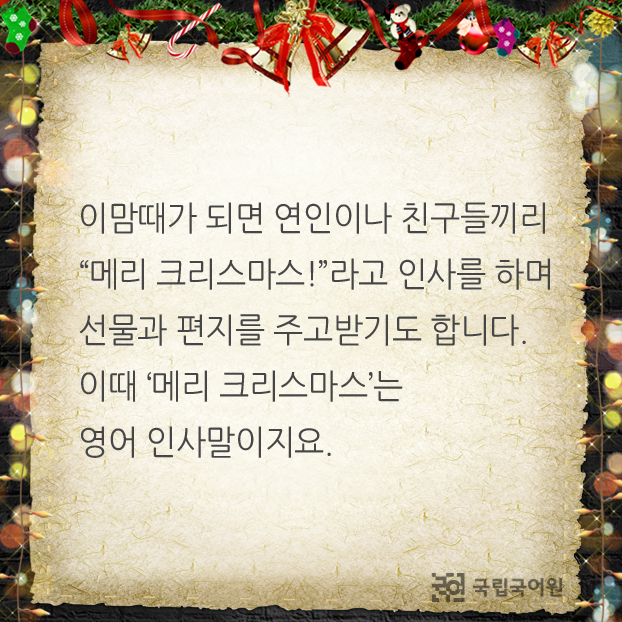 이맘때가 되면 연인이나 친구들끼리
“메리 크리스마스!”라고 인사를 하며
선물과 편지를 주고받기도 합니다.
이때 ‘메리 크리스마스’는
영어 인사말이지요.
국립국어원